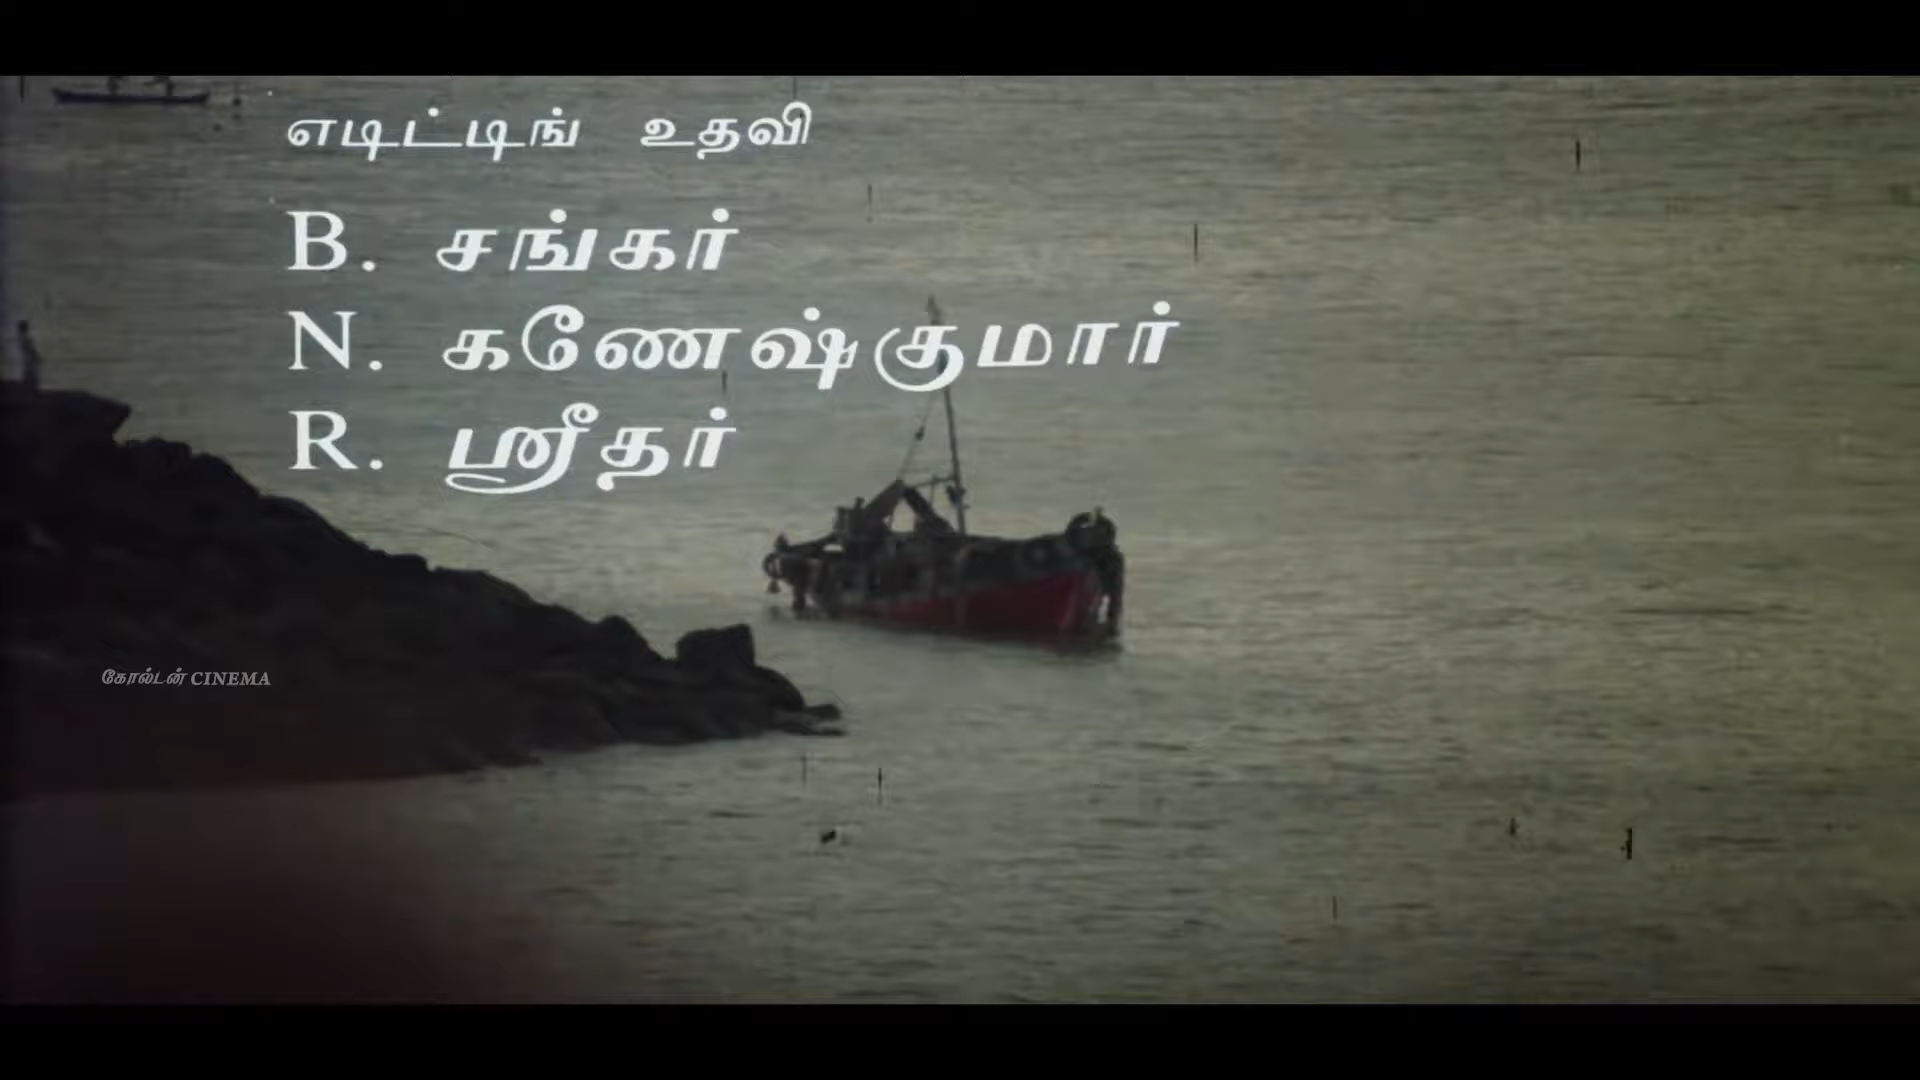 எடிட்டிங் உதவி
B. சங்கர்
N. கணேஷ்குமார்
R. ஸ்ரீதர்
கோல்டன் CINEMA